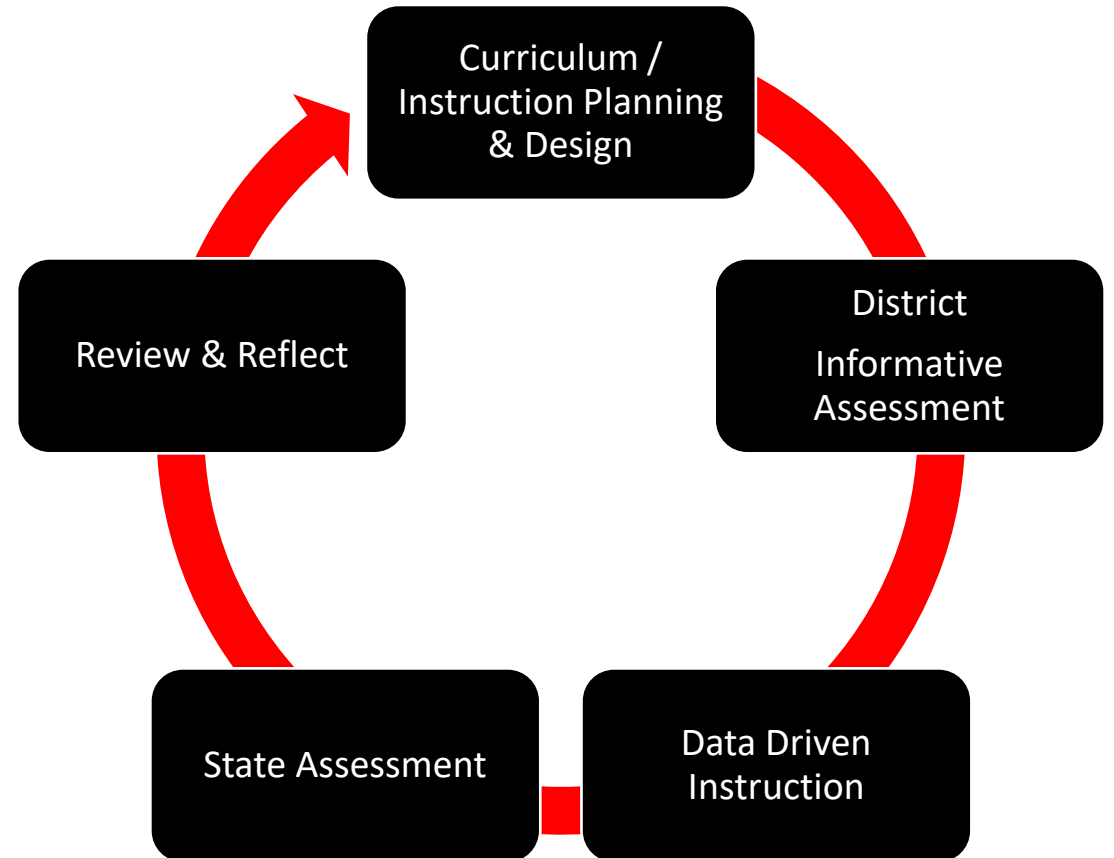 Curriculum /
Instruction Planning
& Design
District
Informative
Assessment
Data Driven
Instruction
State Assessment
Review & Reflect